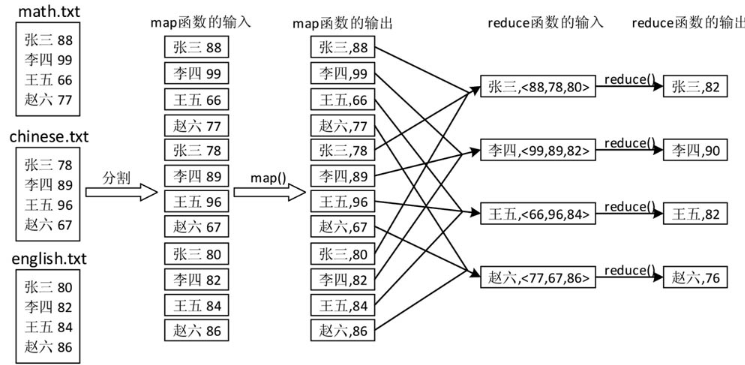 math.txt
张三 88
李四 99
王五 66
赵六 77
chinese.txt
张三 78
李四 89
王五 96
赵六 67
english.txt
张三 80
李四 82
王五 84
赵六 86
分割
map函数的输入
张三 88
李四 99
王五 66
赵六 77
张三 78
李四 89
王五 96
赵六 67
张三 80
李四 82
王五 84
赵六 86
map()
map函数的输出
张三,88
李四,99
王五,66
赵六,77
张三,78
李四,89
王五,96
赵六,67
张三,80
李四,82
王五,84
赵六,86
reduce函数的输入
张三,<88,78,80>
李四,<99,89,82>
王五,<66,96,84>
赵六,<77,67,86>
reduce()
reduce()
reduce()
reduce()
reduce函数的输出
张三,82
李四,90
王五,82
赵六,76